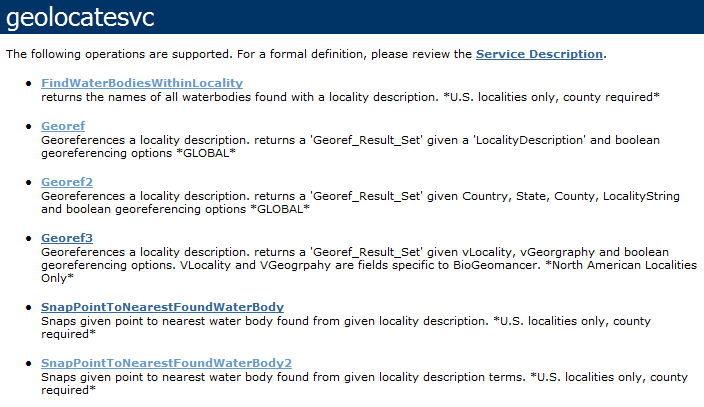 geolocatesvc
The following operations are supported. For a formal definition, please review the Service Description.
• FindWaterBodiesWithinLocality
returns the names of all waterbodies found with a locality description. *U.S. localities only, county required*
• Georef
Georeferences a locality description. returns a 'Georef_Result_Set' given a 'LocalityDescription' and boolean
georeferencing options *GLOBAL*
• Georef2
Georeferences a locality description. returns a 'Georef_Result_Set' given Country, State, County, LocalityString
and boolean georeferencing options *GLOBAL*
• Georef3
Georeferences a locality description. returns a 'Georef_Result_Set' given vLocality, vGeorgraphy and boolean
georeferencing options. VLocality and VGeogrpahy are fields specific to BioGeomancer. *North American Localities
Only*
• SnapPointToNearestFoundWaterBody
Snaps given point to nearest water body found from given locality description. *U.S. localities only, county
required*
• SnapPointToNearestFoundWaterBody2
Snaps given point to nearest water body found from given locality description terms. *U.S. localities only, county
required*